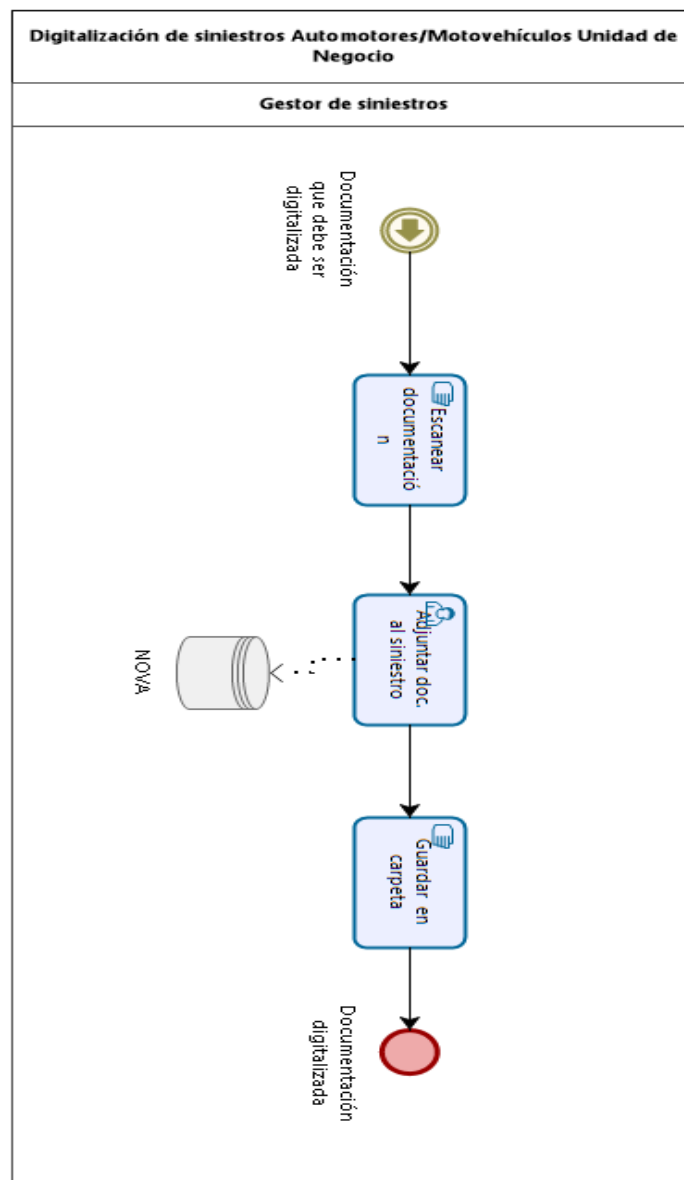 Digitalización de siniestros Automotores/Motovehículos Unidad de
Negocio
Gestor de siniestros
Documentación
que debe ser
digitalizada
Escanear
documentació
n
Adjuntar doc.
al siniestro
NOVA
Guardar en
carpeta
Documentación
digitalizada